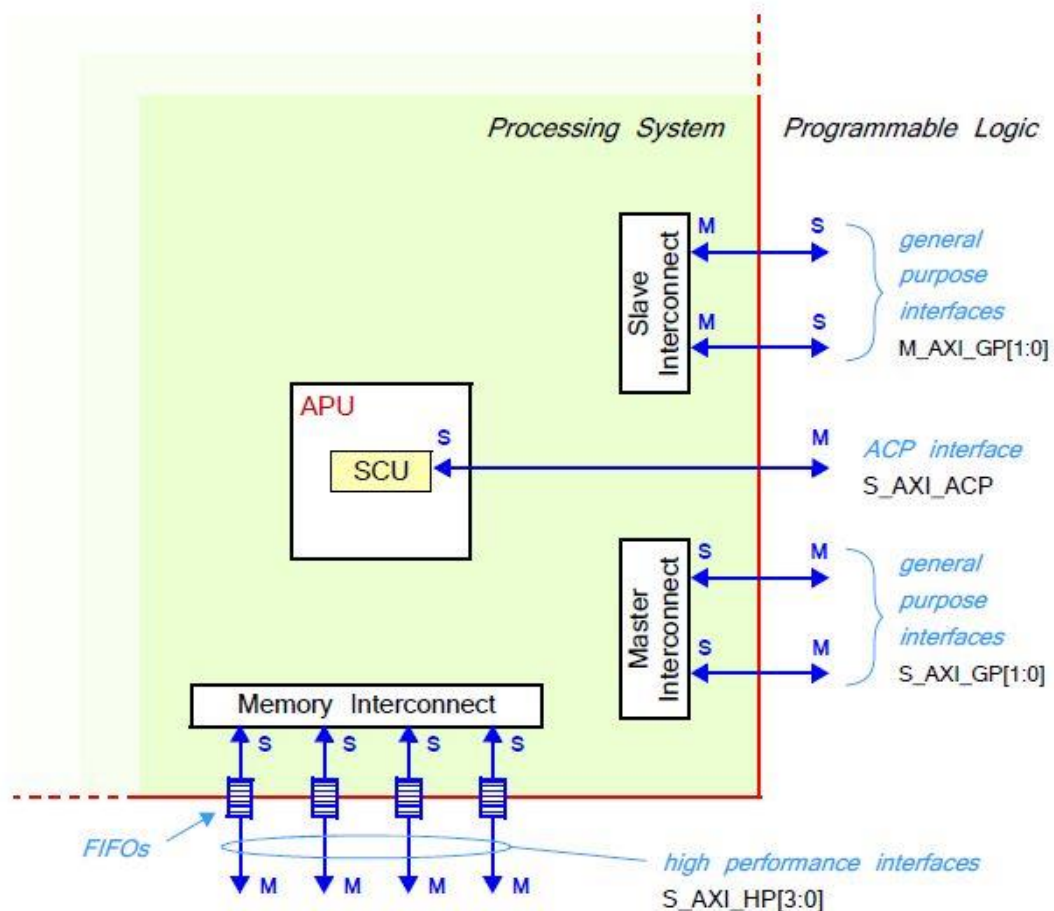 Processing System
Programmable Logic
M
S
M
S
Slave
Interconnect
general
purpose
interfaces
M_AXI_GP[1:0]
APU
SCU
S
M
ACP interface
S_AXI_ACP
S
M
S
M
Master
Interconnect
general
purpose
interfaces
S_AXI_GP[1:0]
Memory Interconnect
S
S
S
S
FIFOs
M
M
M
M
high performance interfaces
S_AXI_HP[3:0]